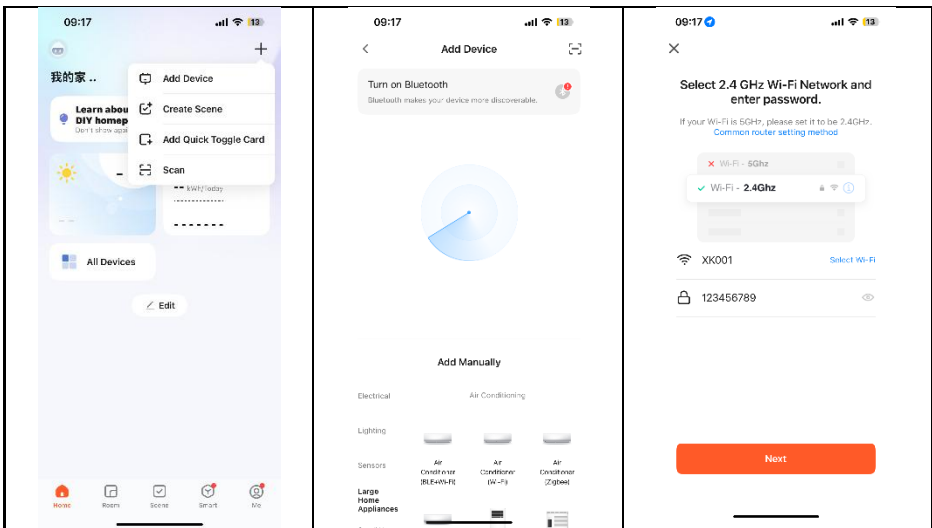 09:17
13
我的家 ..
Add Device
Create Scene
Add Quick Toggle Card
Scan
Learn abou
DIY homep
Don't show agai
kWh/Today
All Devices
Edit
Home
Room
Scene
Smart
Me
09:17
13
Add Device
Turn on Bluetooth
Bluetooth makes your device more discoverable.
Add Manually
Electrical
Air Conditioning
Lighting
Sensors
Air
Conditioner
(BLE+Wi-Fi)
Air
Conditioner
(Wi-Fi)
Air
Conditioner
(Zigbee)
Large
Home
Appliances
09:17
13
Select 2.4 GHz Wi-Fi Network and
enter password.
If your Wi-Fi is 5GHz, please set it to be 2.4GHz.
Common router setting method
Wi-Fi - 5Ghz
Wi-Fi - 2.4Ghz
XK001
Select Wi-Fi
123456789
Next